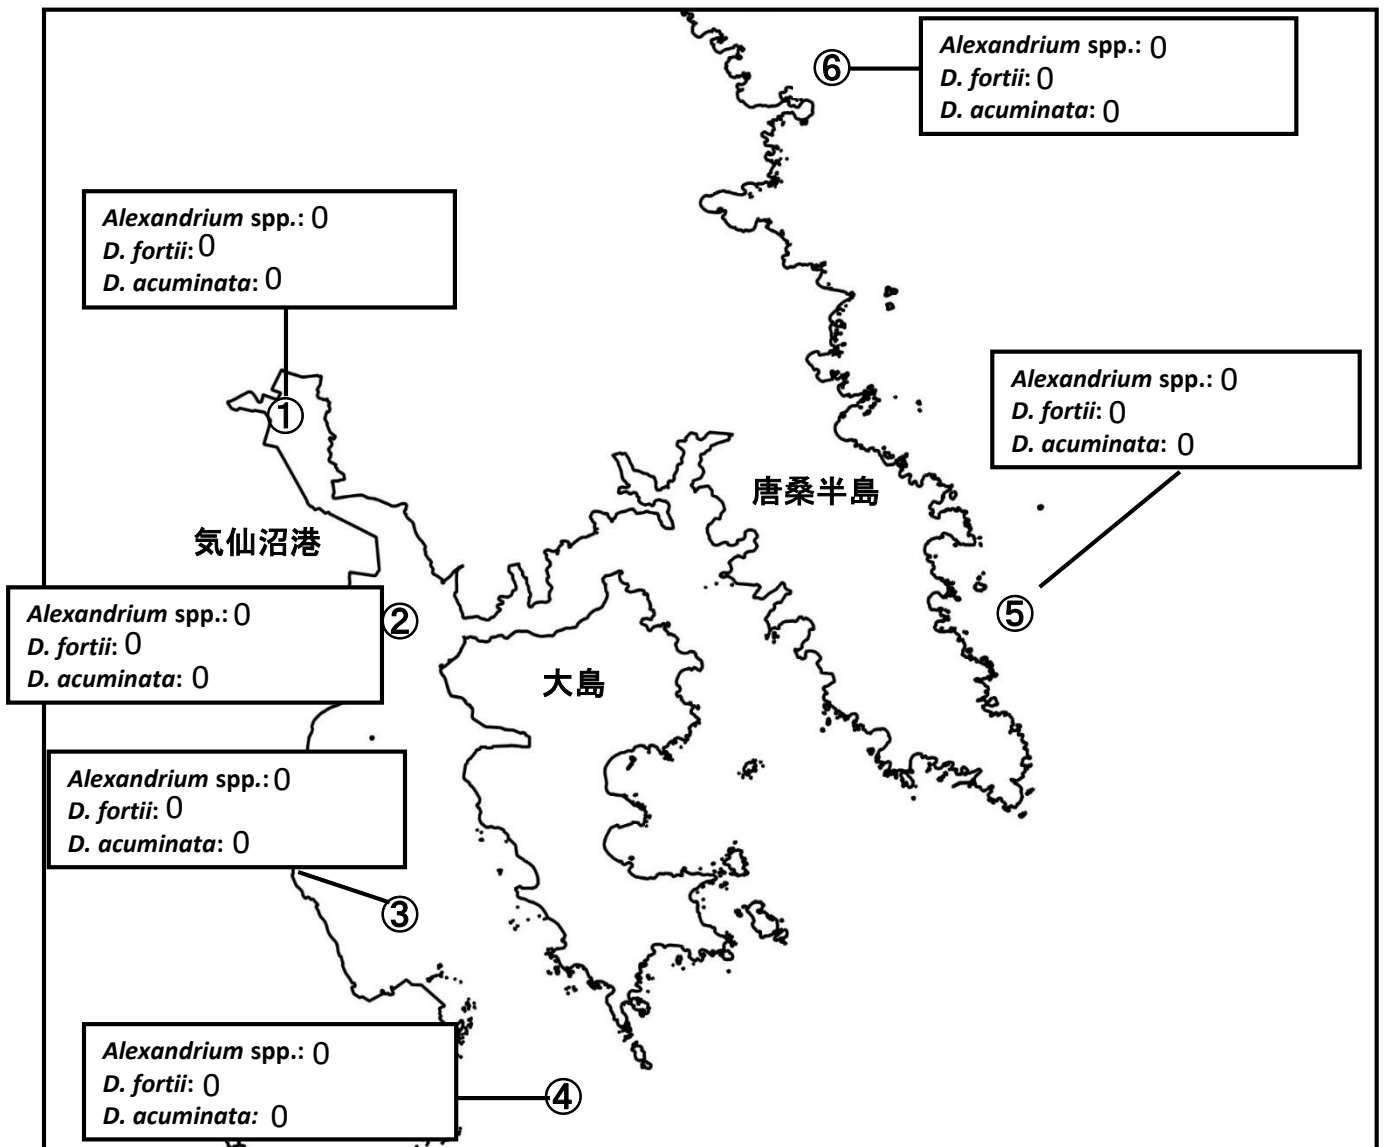 ⑥
Alexandrium spp.: 0
D. fortii: 0
D. acuminata: 0
Alexandrium spp.: 0
D. fortii: 0
D. acuminata: 0
①
Alexandrium spp.: 0
D. fortii: 0
D. acuminata: 0
唐桑半島
気仙沼港
Alexandrium spp.: 0
D. fortii: 0
D. acuminata: 0
②
⑤
大島
Alexandrium spp.: 0
D. fortii: 0
D. acuminata: 0
③
Alexandrium spp.: 0
D. fortii: 0
D. acuminata: 0
④